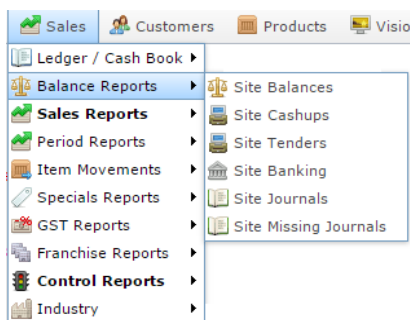 Sales Customers Products Visio
Ledger / Cash Book
Balance Reports
Sales Reports
Period Reports
Item Movements
Specials Reports
GST Reports
Franchise Reports
Control Reports
Industry
Site Balances
Site Cashups
Site Tenders
Site Banking
Site Journals
Site Missing Journals